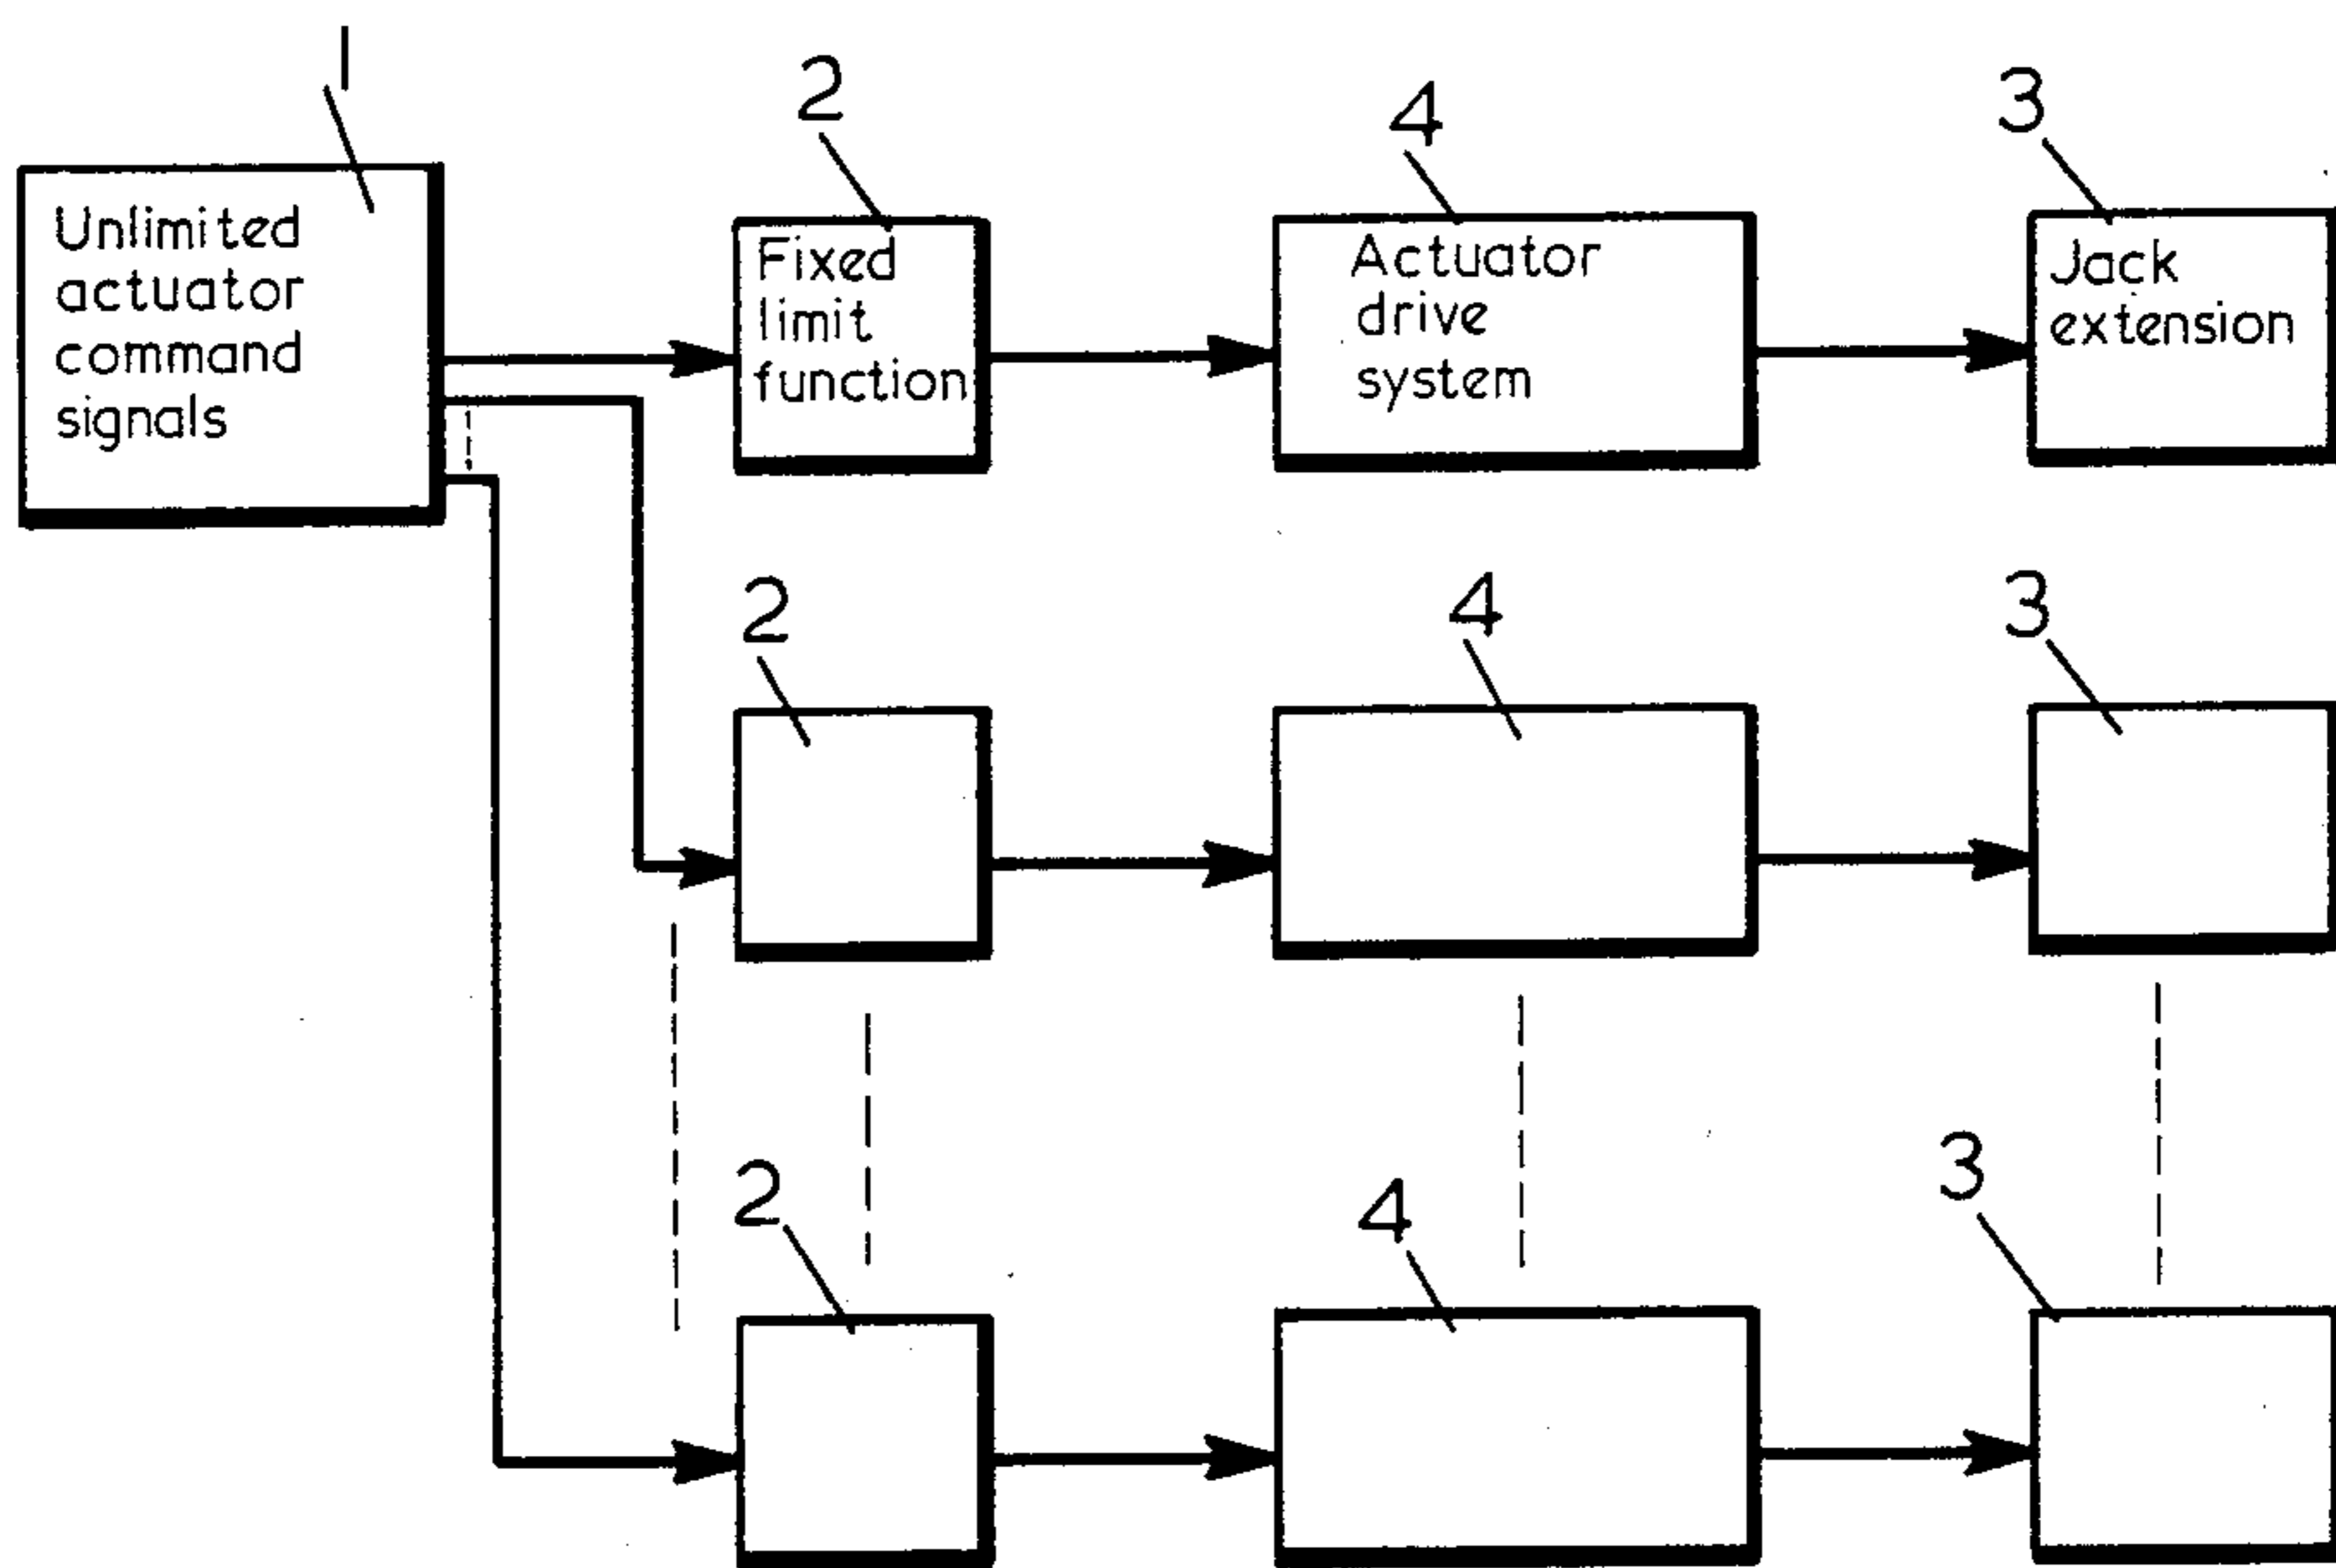 1
2
4
3
Unlimited
actuator
command
signals
Fixed
limit
function
Actuator
drive
system
Jack
extension
2
4
3
2
4
3